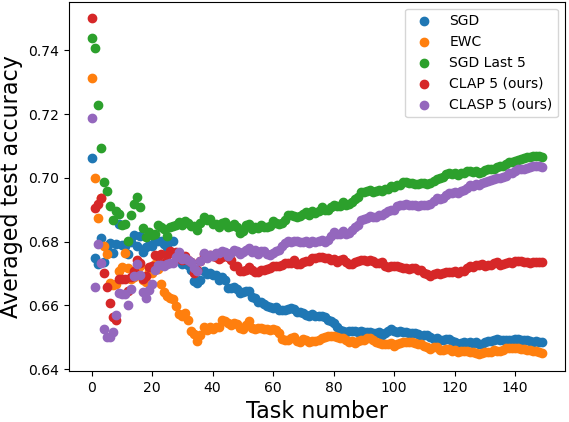 SGD
EWC
SGD Last 5
CLAP 5 (ours)
CLASP 5 (ours)
Averaged test accuracy
0.74
0.72
0.70
0.68
0.66
0.64
0 20 40 60 80 100 120 140
Task number